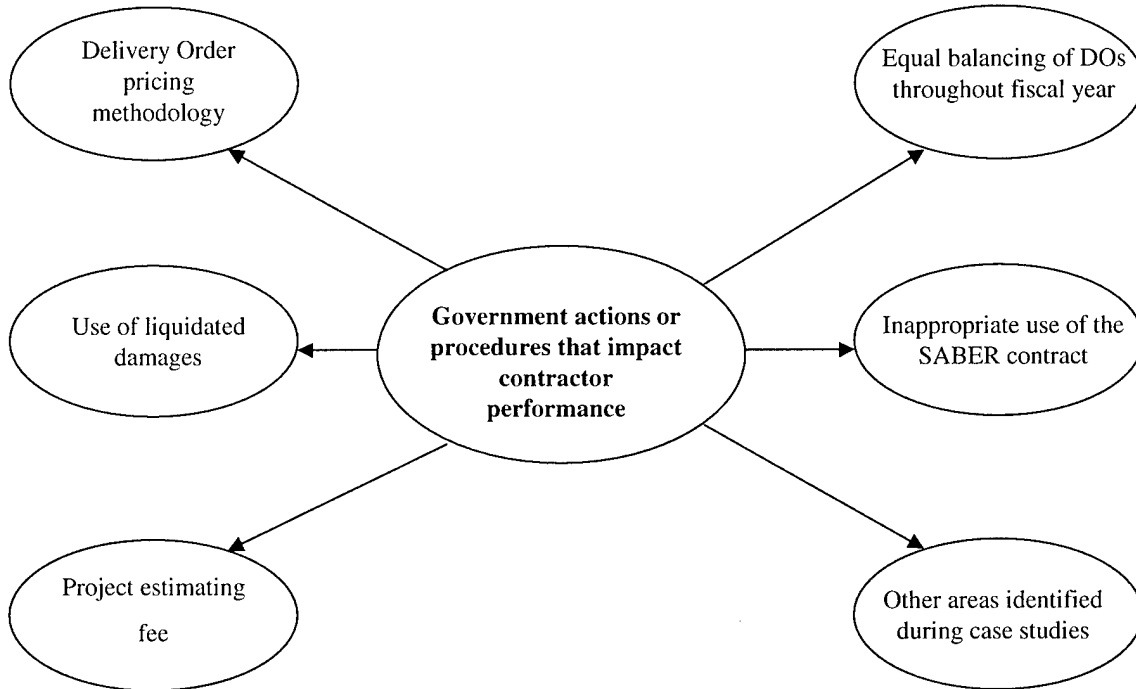 Delivery Order
pricing
methodology
Equal balancing of DOs
throughout fiscal year
Use of liquidated
damages
Government actions or
procedures that impact
contractor
performance
Inappropriate use of the
SABER contract
Project estimating
fee
Other areas identified
during case studies